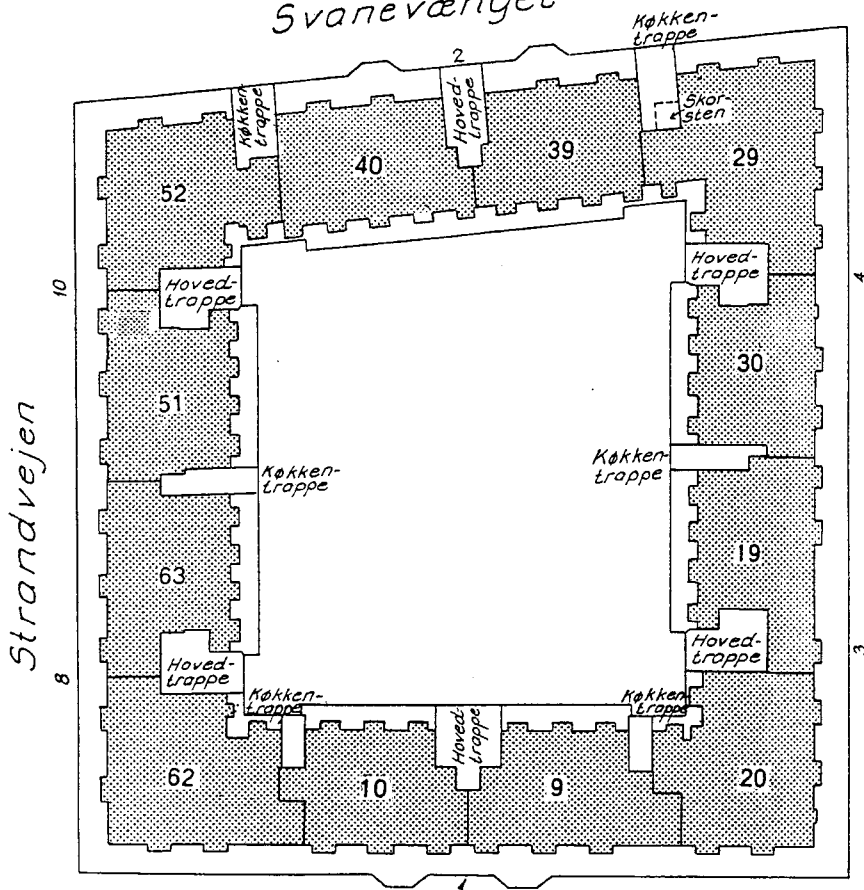 Svanevænget
Køkken-
trappe
2
Køkken-
trappe
Hoved-
trappe
Skor-
sten
52
40
39
29
10
Hoved-
trappe
Hoved-
trappe
4
51
30
Strandvejen
Køkken-
trappe
Køkken-
trappe
63
19
8
Hoved-
trappe
Hoved-
trappe
3
Køkken-
trappe
Hoved-
trappe
Køkken-
trappe
62
10
9
20
1